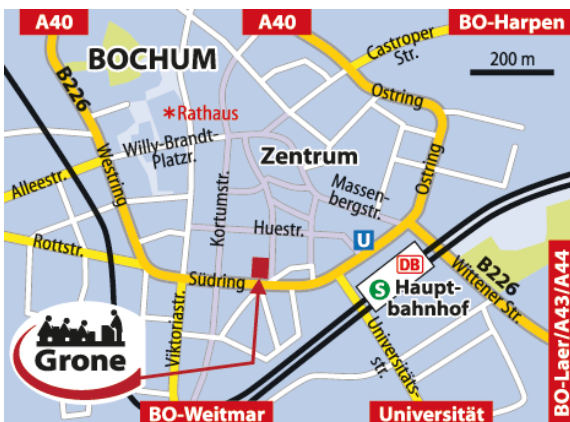 A40
A40
BO-Harpen
BOCHUM
B226
Castroper
Str.
200 m
Ostring
Rathaus
Willy-Brandt-
Platzr.
Zentrum
Alleestr.
Westring
Kortumstr.
Massen-
bergstr.
Ostring
Huestr.
U
Rottstr.
Südring
DB
S
Haupt-
bahnhof
B226
Wittener Str.
Grone
Viktoriastr.
Universitäts-
str.
BO-Laer/A43/A44
BO-Weitmar
Universität